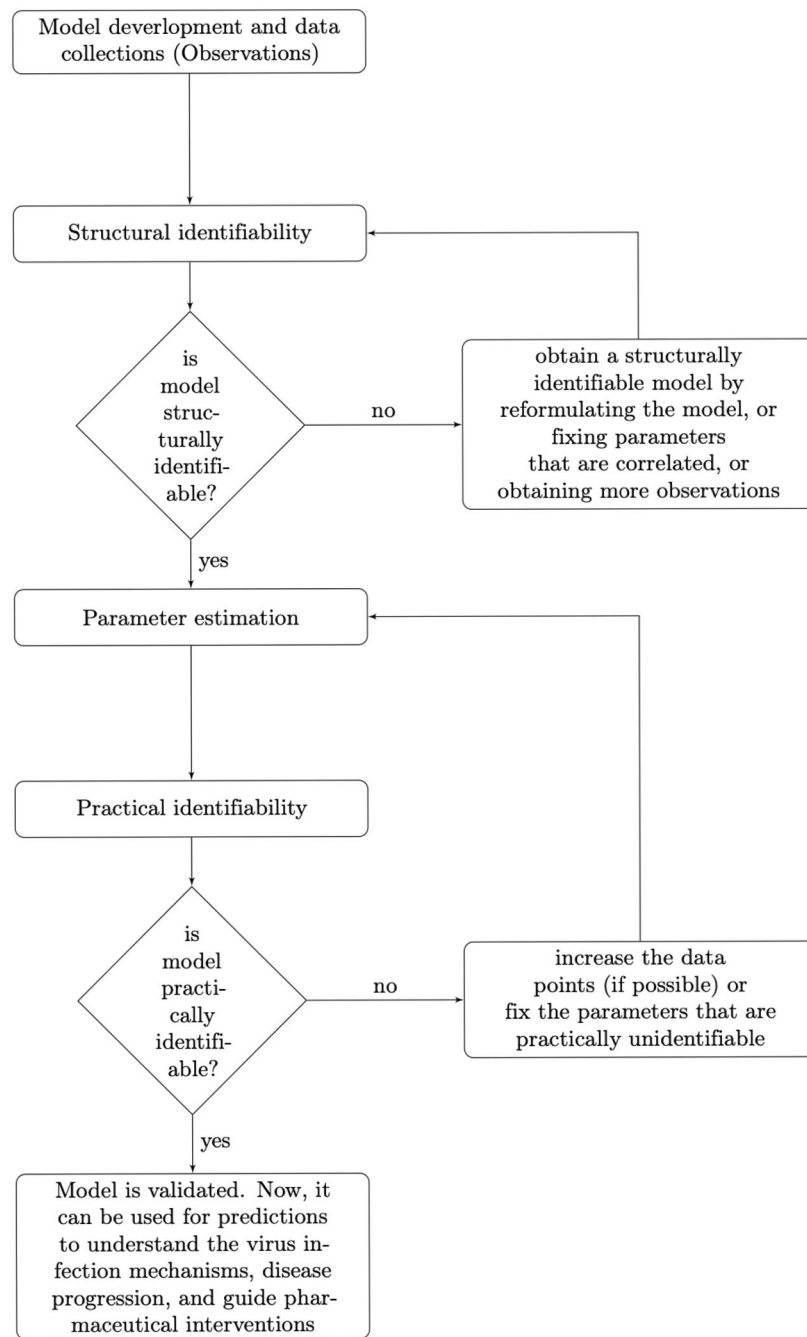 Model deverlopment and data
collections (Observations)
Structural identifiability
is
model
struc-
turally
identifi-
able?
no
obtain a structurally
identifiable model by
reformulating the model, or
fixing parameters
that are correlated, or
obtaining more observations
yes
Parameter estimation
Practical identifiability
is
model
practi-
cally
identifi-
able?
no
increase the data
points (if possible) or
fix the parameters that are
practically unidentifiable
yes
Model is validated. Now, it
can be used for predictions
to understand the virus in-
fection mechanisms, disease
progression, and guide phar-
maceutical interventions